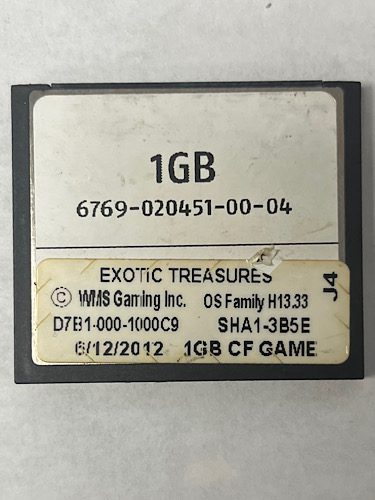 1GB
6769-020451-00-04
EXOTIC TREASURES
© WMS Gaming Inc. OS Family H13.33
D7B1-000-1000C9 SHA1-3B5E
6/12/2012 1GB CF GAME
J4